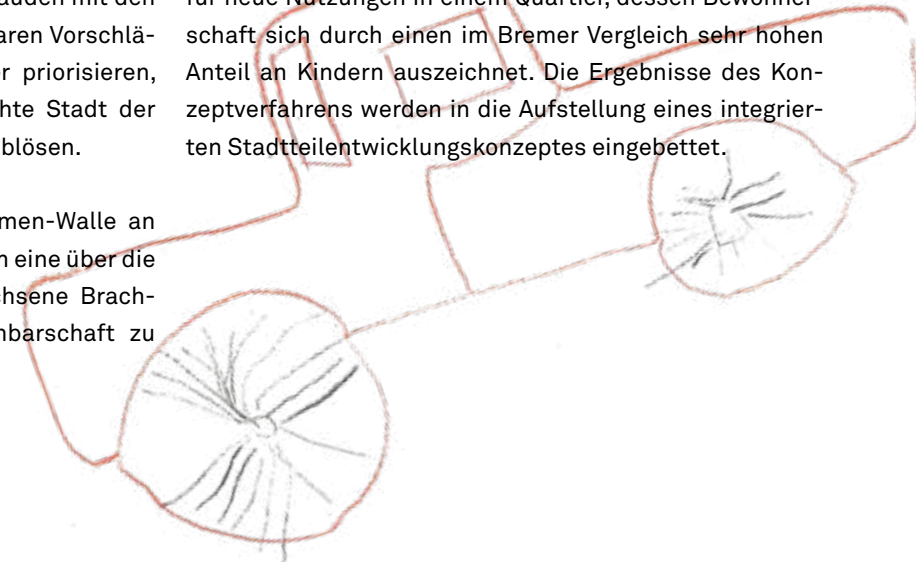 auden mit den
aren Vorschlä-
r priorisieren,
hte Stadt der
blösen.
men-Walle an
n eine über die
chsene Brach-
nbarschaft zu
für neue Nutzungen in einem Quartier, dessen Bewohner-
schaft sich durch einen im Bremer Vergleich sehr hohen
Anteil an Kindern auszeichnet. Die Ergebnisse des Kon-
zeptverfahrens werden in die Aufstellung eines integrier-
ten Stadtteilentwicklungskonzeptes eingebettet.